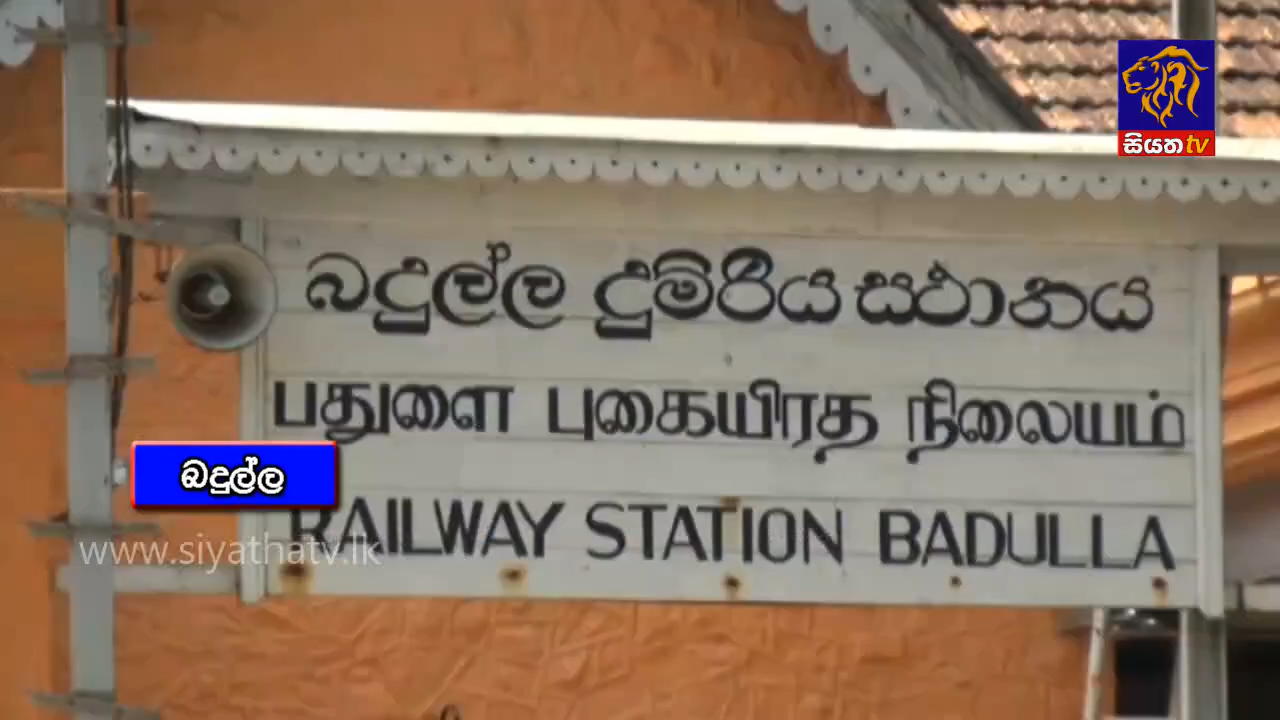 සියත tv
බදුල්ල දුම්රිය ස්ථානය
பதுளை புகையிரத நிலையம்
බදුල්ල
RAILWAY STATION BADULLA
www.siyathatv.lk